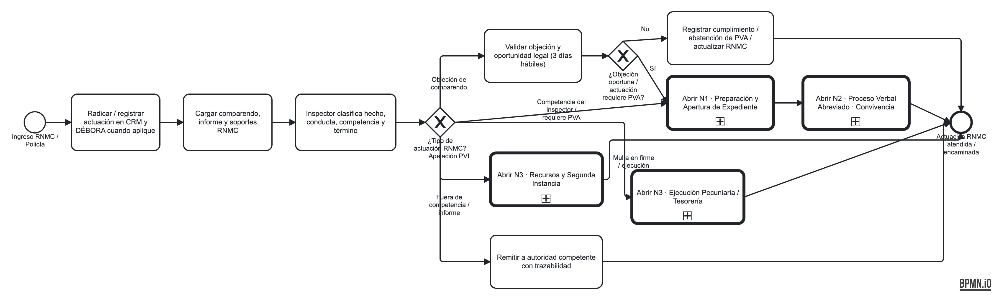 Ingreso RNMC /
Policía
Radicar / registrar
actuación en CRM y
DÉBORA cuando aplique
Cargar comparendo,
informe y soportes
RNMC
Inspector clasifica hecho,
conducta, competencia y
término
¿Tipo de
actuación RNMC?
Objeción de
comparendo
Validar objeción y
oportunidad legal (3 días
hábiles)
¿Objeción
oportuna /
actuación
requiere PVA?
No
Registrar cumplimiento /
abstención de PVA /
actualizar RNMC
Sí
Competencia del
Inspector /
requiere PVA
Abrir N1 · Preparación y
Apertura de Expediente
Abrir N2 · Proceso Verbal
Abreviado · Convivencia
Apelación PVI
Abrir N3 · Recursos y Segunda
Instancia
Multa en firme
/ ejecución
Abrir N3 · Ejecución Pecuniaria /
Tesorería
Fuera de
competencia /
informe
Remitir a autoridad competente
con trazabilidad
Actuación RNMC
atendida /
encaminada
BPMN.iO